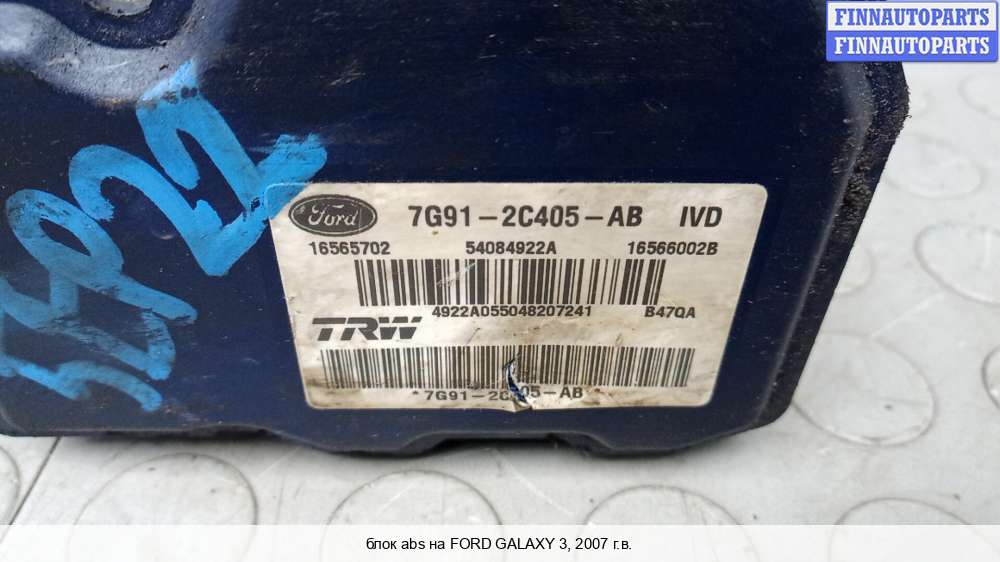 FINNAUTOPARTS
FINNAUTOPARTS
Ford 7G91-2C405-AB IVD
16565702 54084922A 16566002B
4922A055048207241 B47QA
TRW
*7G91-2C405-AB*
блок abs на FORD GALAXY 3, 2007 г.в.